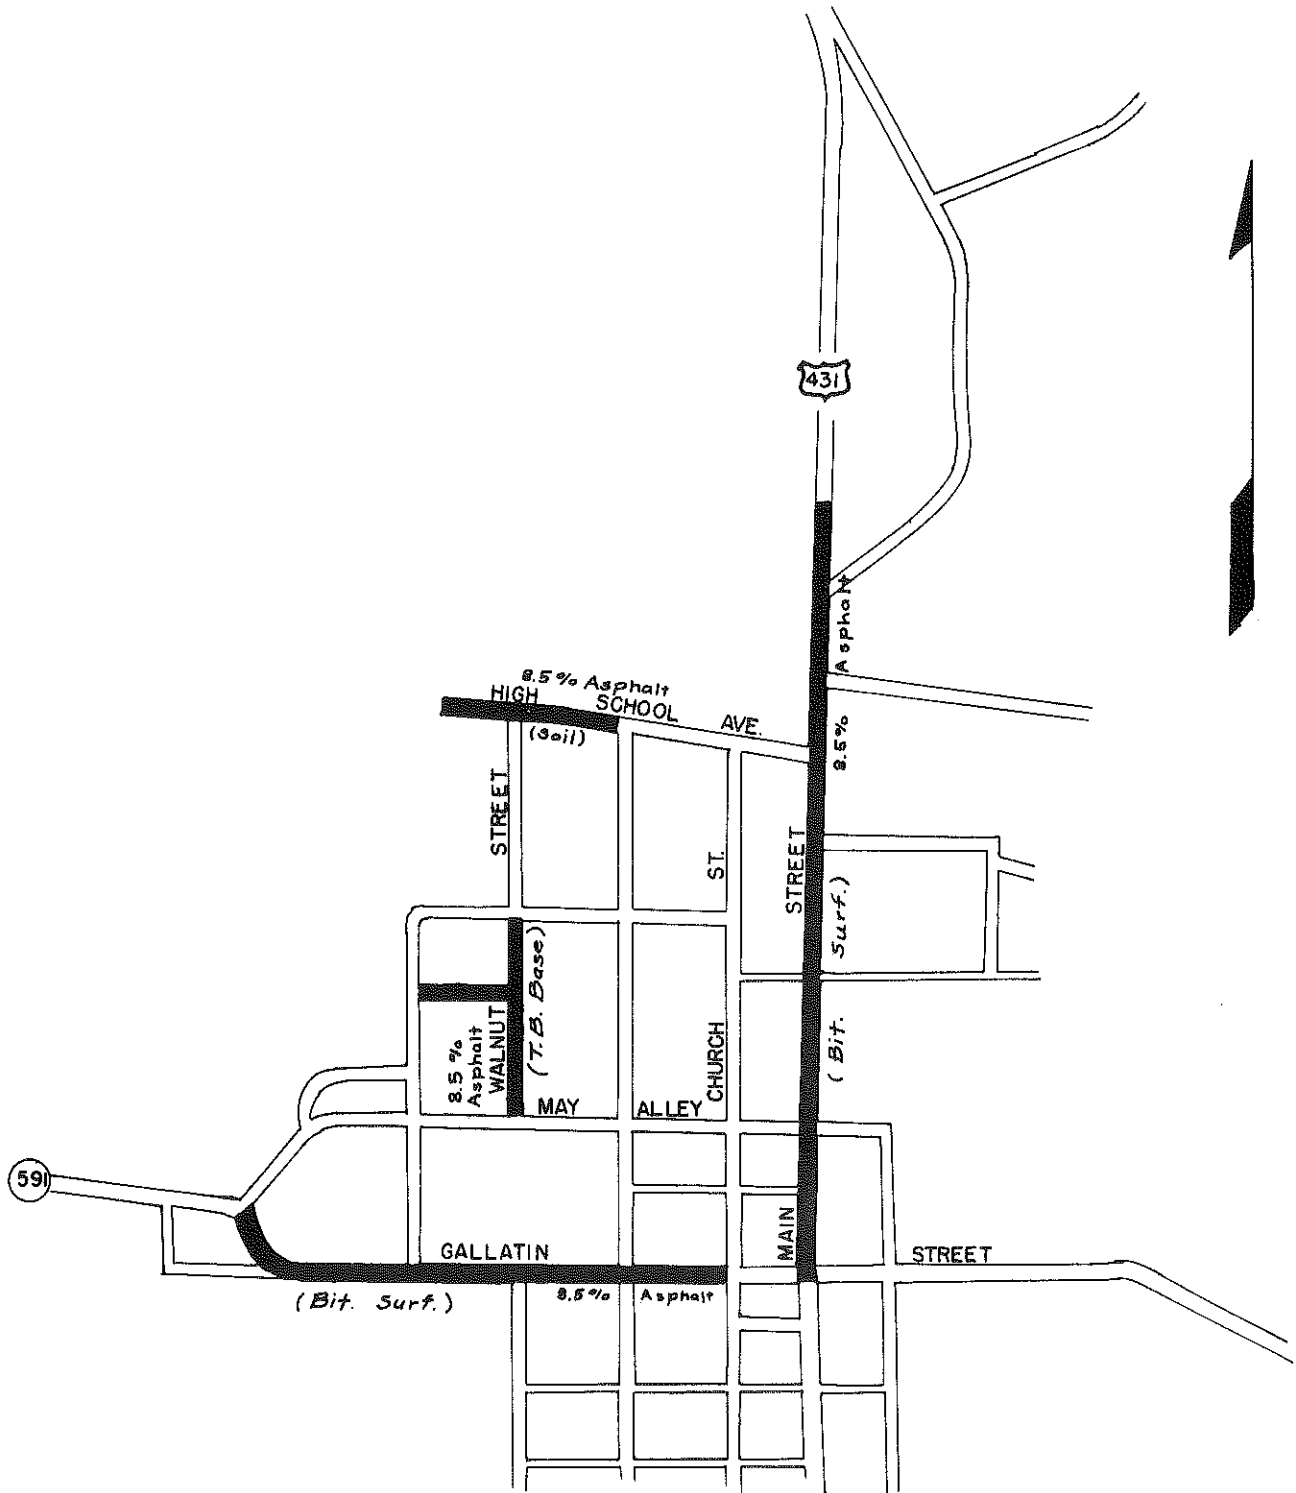 431
Asphalt
8.5%
8.5% Asphalt
HIGH SCHOOL AVE.
(Soil)
STREET
ST.
STREET
Surf.)
(T. B. Base)
8.5%
Asphalt
WALNUT
CHURCH
(Bit.
MAY ALLEY
591
MAIN
GALLATIN
STREET
(Bit. Surf.)
8.5% Asphalt